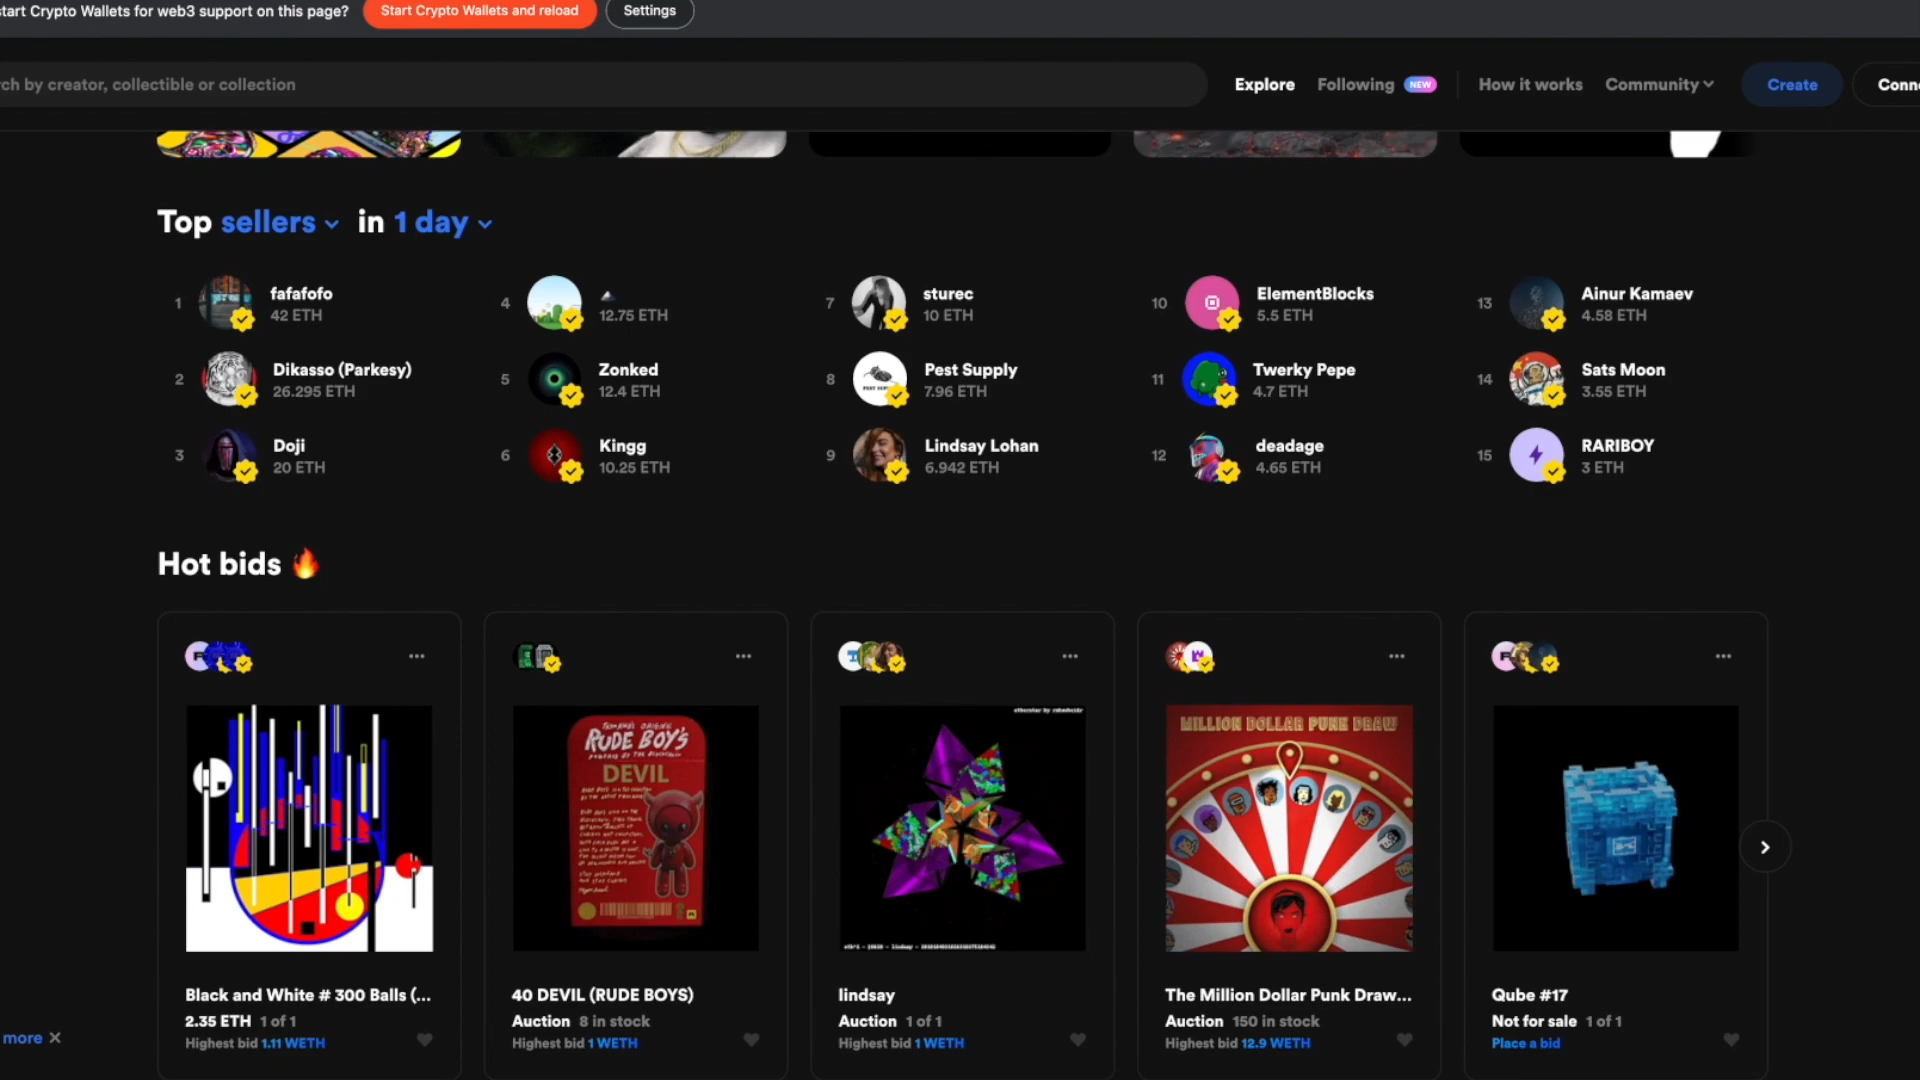 start Crypto Wallets for web3 support on this page? Start Crypto Wallets and reload Settings
rch by creator, collectible or collection Explore Following NEW How it works Community Create Conne
Top sellers in 1 day
1 fafafofo
42 ETH
2 Dikasso (Parkesy)
26.295 ETH
3 Doji
20 ETH
4
12.75 ETH
5 Zonked
12.4 ETH
6 Kingg
10.25 ETH
7 sturec
10 ETH
8 Pest Supply
7.96 ETH
9 Lindsay Lohan
6.942 ETH
10 ElementBlocks
5.5 ETH
11 Twerky Pepe
4.7 ETH
12 deadage
4.65 ETH
13 Ainur Kamaev
4.58 ETH
14 Sats Moon
3.55 ETH
15 RARIBOY
3 ETH
Hot bids
RUDE BOY'S
DEVIL
MILLION DOLLAR PUNK DRAW
Black and White # 300 Balls (...
2.35 ETH 1 of 1
Highest bid 1.11 WETH
40 DEVIL (RUDE BOYS)
Auction 8 in stock
Highest bid 1 WETH
lindsay
Auction 1 of 1
Highest bid 1 WETH
The Million Dollar Punk Draw...
Auction 150 in stock
Highest bid 12.9 WETH
Qube #17
Not for sale 1 of 1
Place a bid
more